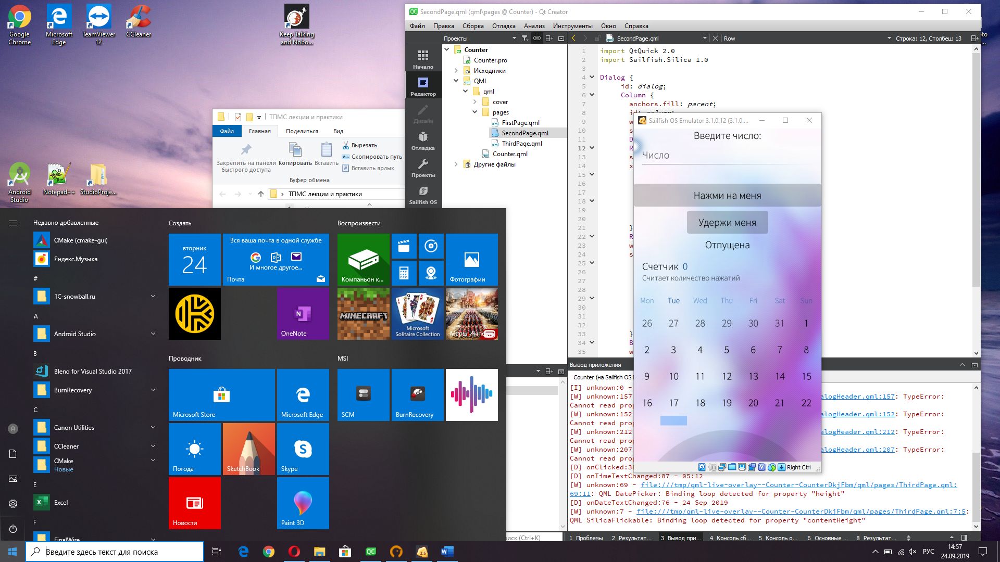 Google
Chrome
Microsoft
Edge
TeamViewer
12
CCleaner
Keep Talking
and Nobo...
Android
Studio
Notepad++
StudioProje...
ТПМС лекции и практики
Файл
Главная
Поделиться
Вид
Закрепить на панели
быстрого доступа
Копировать
Вставить
Вырезать
Скопировать путь
Вставить ярлык
Буфер обмена
ТПМС лекции и практики
SecondPage.qml (qml\pages @ Counter) - Qt Creator
Файл Правка Сборка Отладка Анализ Инструменты Окно Справка
Проекты
SecondPage.qml
Row
Строка: 12, Столбец: 13
Начало
Редактор
Дизайн
Отладка
Проекты
Sailfish OS
Counter
Counter.pro
Исходники
QML
qml
cover
pages
FirstPage.qml
SecondPage.qml
ThirdPage.qml
Counter.qml
Другие файлы
1 import QtQuick 2.0
2 import Sailfish.Silica 1.0
3
4 Dialog {
5 id: dialog;
6 Column {
7 anchors.fill: parent;
8 id: column;
9 w
10 s
11 D
12 R
13 s
14 x
15
16
17
18
19
20
21 }
22 R
23 w
24 s
25
26
27
28
29
30
31
32
33 }
34 B
35 w
Sailfish OS Emulator 3.1.0.12 (3.1.0....
Введите число:
Число
Нажми на меня
Удержи меня
Отпущена
Счетчик 0
Считает количество нажатий
Mon Tue Wed Thu Fri Sat Sun
26 27 28 29 30 31 1
2 3 4 5 6 7 8
9 10 11 12 13 14 15
16 17 18 19 20 21 22
Right Ctrl
Вывод приложения
Counter (на Sailfish OS
[I] unknown:0 -
[W] unknown:157 alogHeader.qml:157: TypeError:
Cannot read prop
[W] unknown:152 alogHeader.qml:152: TypeError:
Cannot read prop
[W] unknown:212 alogHeader.qml:212: TypeError:
Cannot read prop
[W] unknown:207 alogHeader.qml:207: TypeError:
Cannot read prop
[D] onClicked:38
[D] onTimeTextChanged:87 - 05:12
[W] unknown:69 - file:///tmp/qml-live-overlay--Counter-CounterDkjFbm/qml/pages/ThirdPage.qml:
69:11: QML DatePicker: Binding loop detected for property "height"
[D] onDateTextChanged:76 - 24 Sep 2019
[W] unknown:7 - file:///tmp/qml-live-overlay--Counter-CounterDkjFbm/qml/pages/ThirdPage.qml:7:5:
QML SilicaFlickable: Binding loop detected for property "contentHeight"
иск (Ctrl+K)
1 Проблемы
2 Результат...
3 Вывод при...
4 Консоль сб...
5 Консоль о...
6 Основные ...
8 Результат...
Недавно добавленные
CMake (cmake-gui)
Яндекс.Музыка
#
1C-snowball.ru
A
Android Studio
B
Blend for Visual Studio 2017
BurnRecovery
C
Canon Utilities
CCleaner
CMake
Новые
E
Excel
F
FinalWire
Создать
вторник
24
Вся ваша почта в одной службе
И многое другое...
Почта
OneNote
Проводник
Microsoft Store
Microsoft Edge
Погода
SketchBook
Skype
Новости
Paint 3D
Воспроизвести
Компаньон к...
Фотографии
MINECRAFT
Microsoft
Solitaire Collection
Марш Импе
MSI
SCM
BurnRecovery
Введите здесь текст для поиска
РУС
14:57
24.09.2019